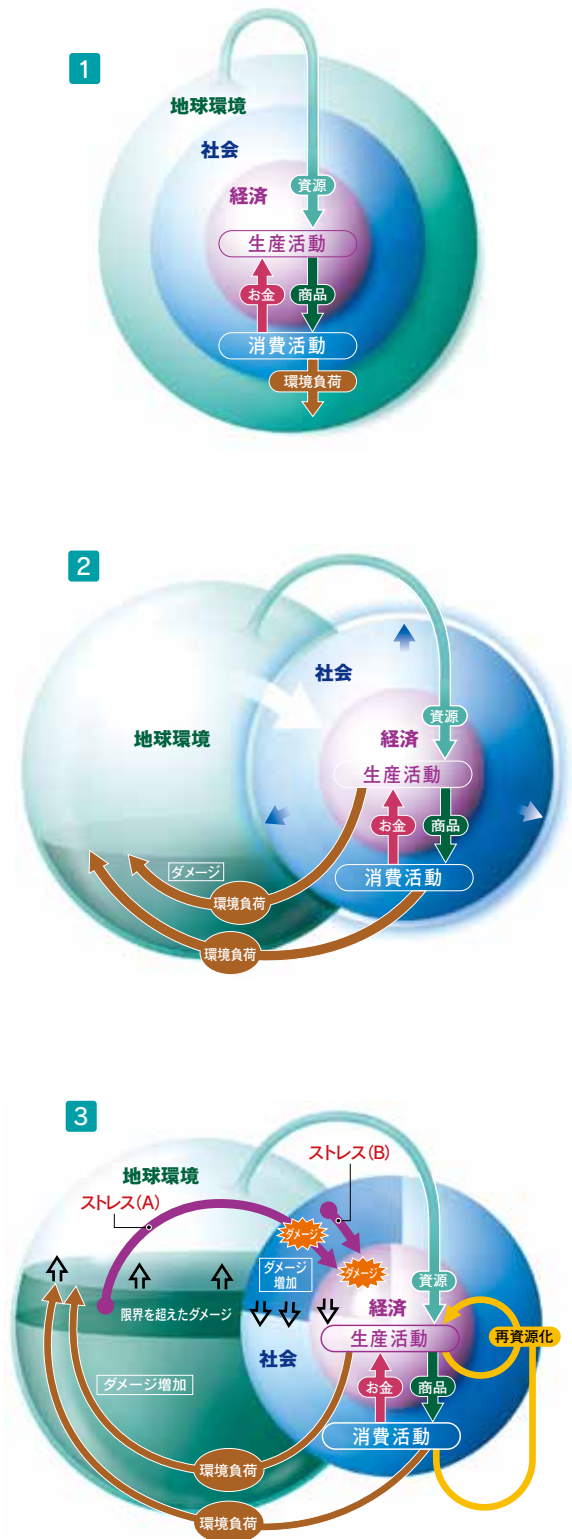 1
地球環境
社会
経済
資源
生産活動
お金
商品
消費活動
環境負荷
2
社会
資源
地球環境
経済
生産活動
お金
商品
ダメージ
消費活動
環境負荷
環境負荷
3
ストレス(B)
地球環境
ストレス(A)
ダメージ
ダメージ
増加
ダメージ
資源
経済
限界を超えたダメージ
生産活動
再資源化
社会
ダメージ増加
お金
商品
消費活動
環境負荷
環境負荷